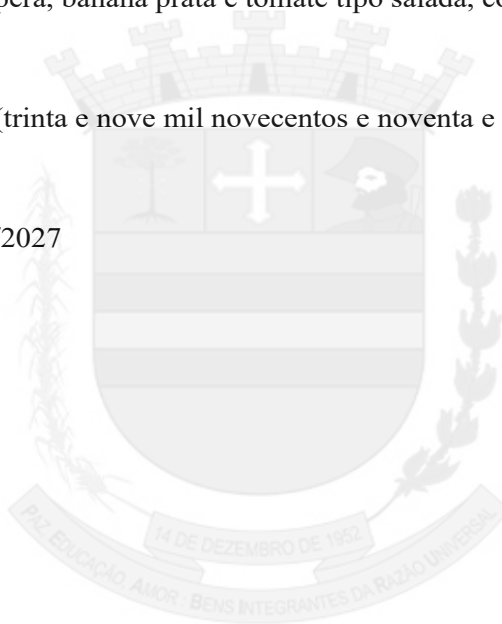 pera, banana prata e tomate tipo salada, co
(trinta e nove mil novecentos e noventa e
/2027
14 DE DEZEMBRO DE 1952
PAZ, EDUCAÇÃO, AMOR : BENS INTEGRANTES DA RAZÃO UNIVERSAL